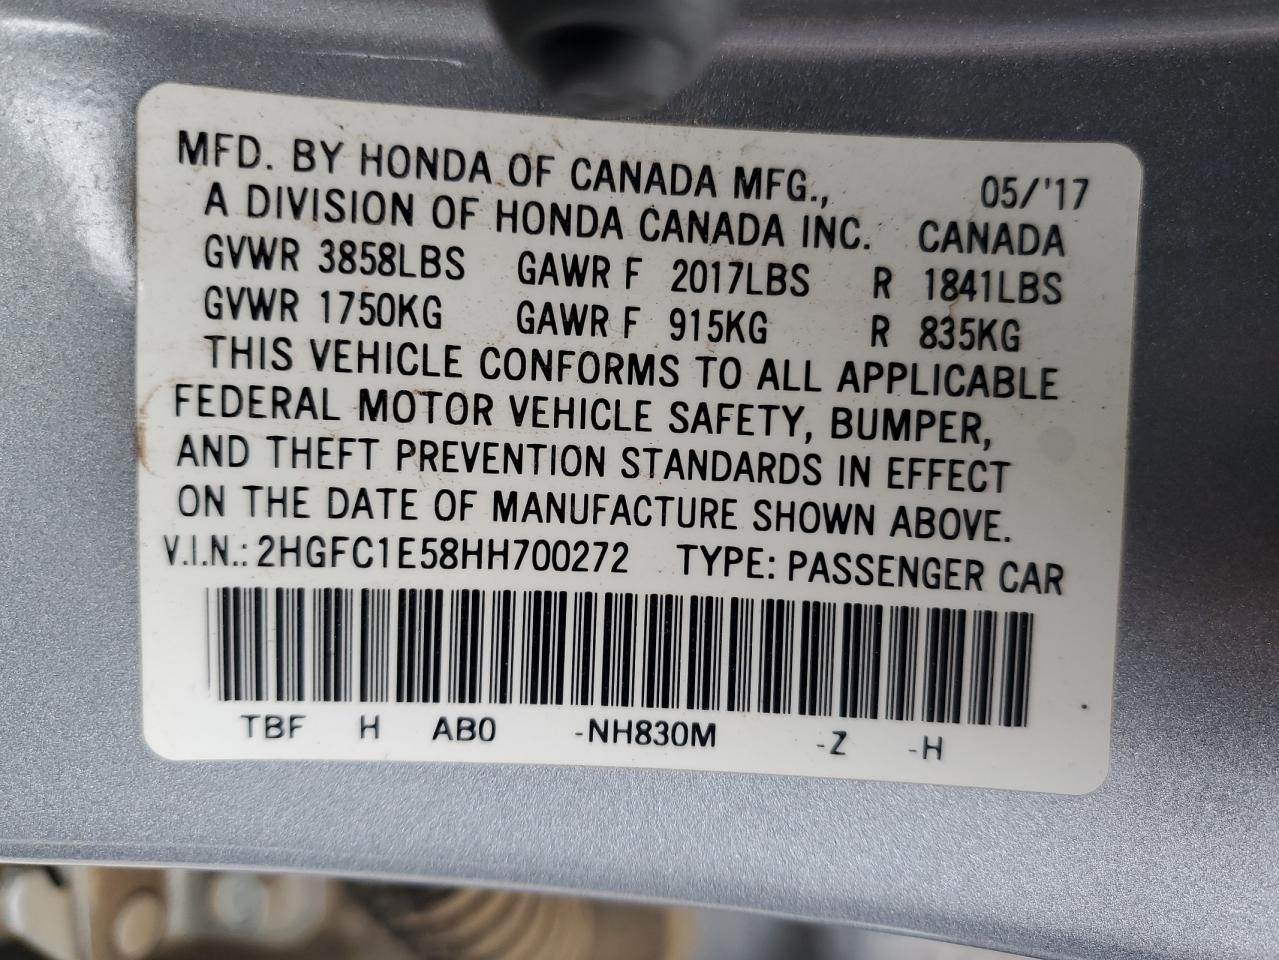 MFD. BY HONDA OF CANADA MFG., 05/'17
A DIVISION OF HONDA CANADA INC. CANADA
GVWR 3858LBS GAWR F 2017LBS R 1841LBS
GVWR 1750KG GAWR F 915KG R 835KG
THIS VEHICLE CONFORMS TO ALL APPLICABLE
FEDERAL MOTOR VEHICLE SAFETY, BUMPER,
AND THEFT PREVENTION STANDARDS IN EFFECT
ON THE DATE OF MANUFACTURE SHOWN ABOVE.
V.I.N.: 2HGFC1E58HH700272 TYPE: PASSENGER CAR
TBF H AB0 -NH830M -Z -H